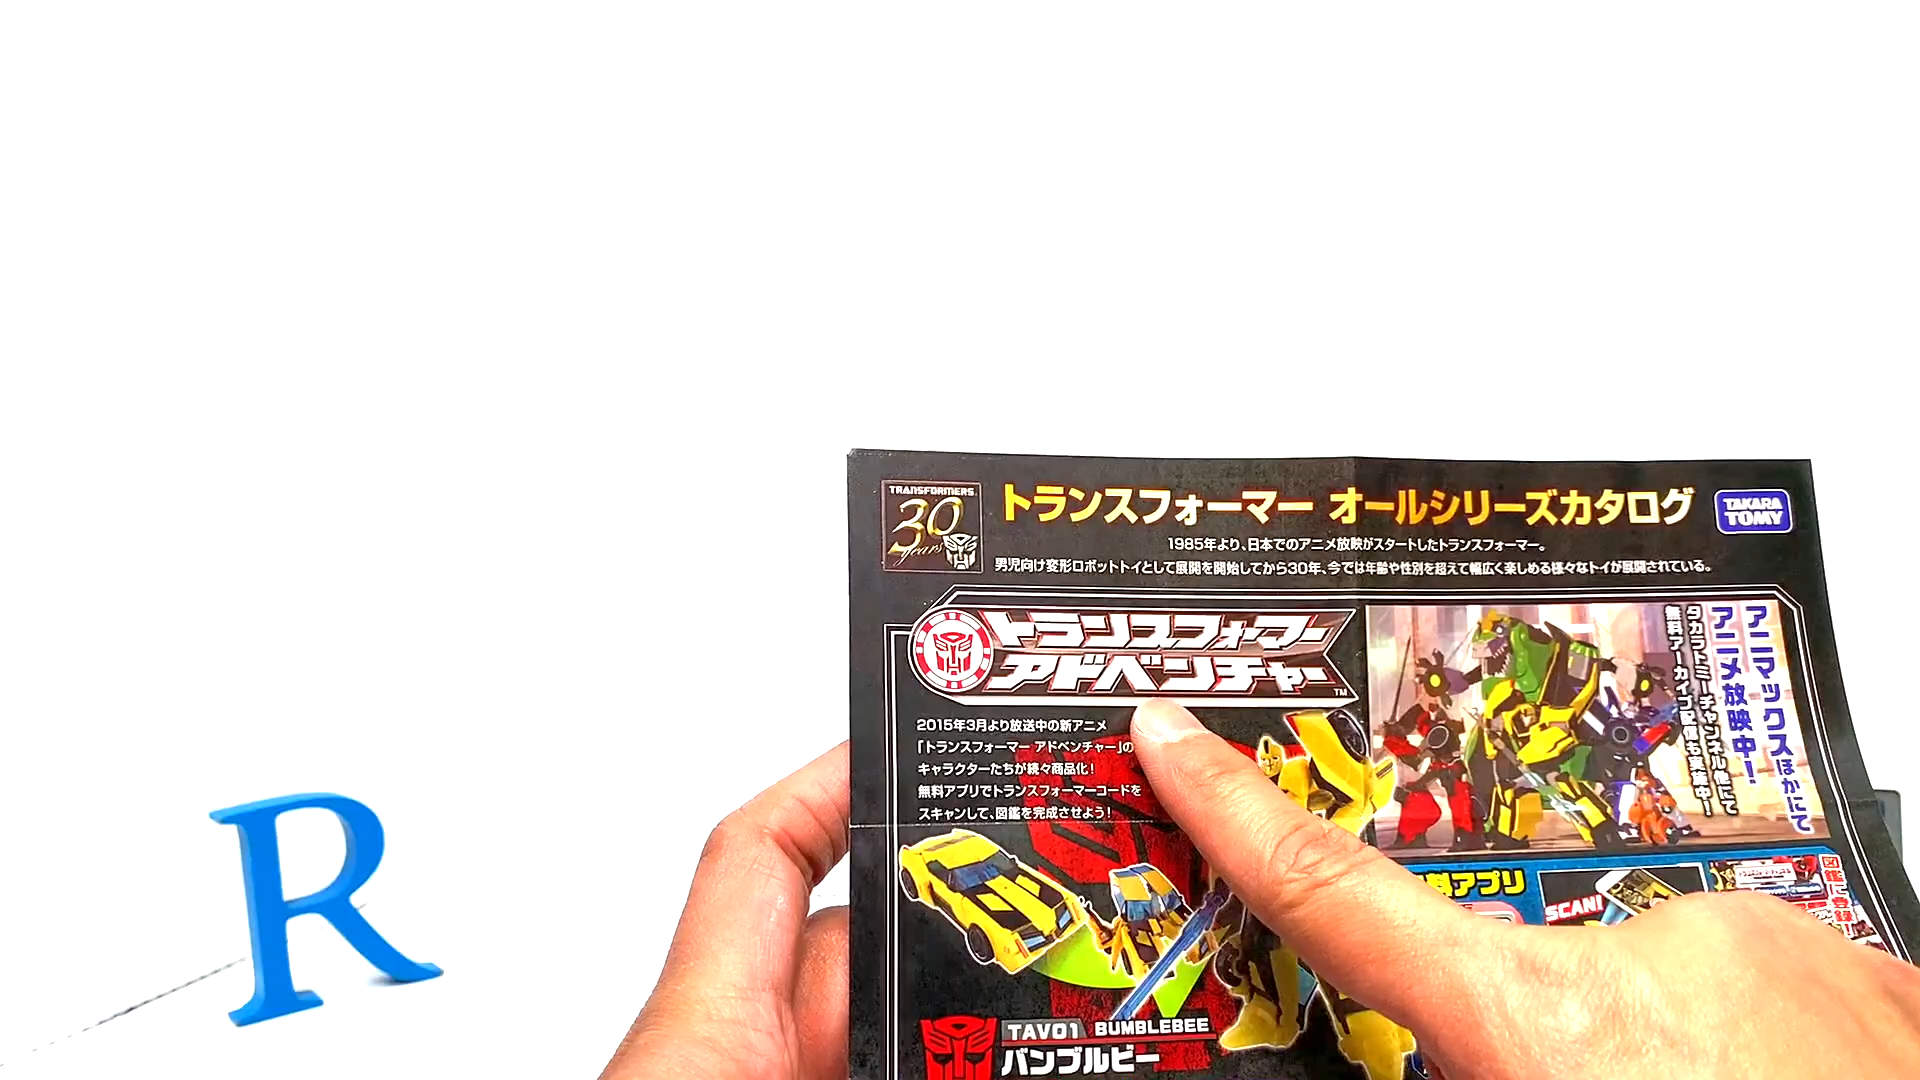 R
TRANSFORMERS
30
years
トランスフォーマー オールシリーズカタログ
TAKARA
TOMY
1985年より、日本でのアニメ放映がスタートしたトランスフォーマー。
男児向け変形ロボットトイとして展開を開始してから30年、今では年齢や性別を超えて幅広く楽しめる様々なトイが展開されている。
トランスフォーマー
アドベンチャー
TM
アニマックスほかにて
アニメ放映中!
タカラトミーチャンネル他にて
無料アーカイブ配信も実施中!
2015年3月より放送中の新アニメ
「トランスフォーマー アドベンチャー」の
キャラクターたちが続々商品化!
無料アプリでトランスフォーマーコードを
スキャンして、図鑑を完成させよう!
料アプリ
SCAN!
図鑑に登録!
TAV01 BUMBLEBEE
バンブルビー